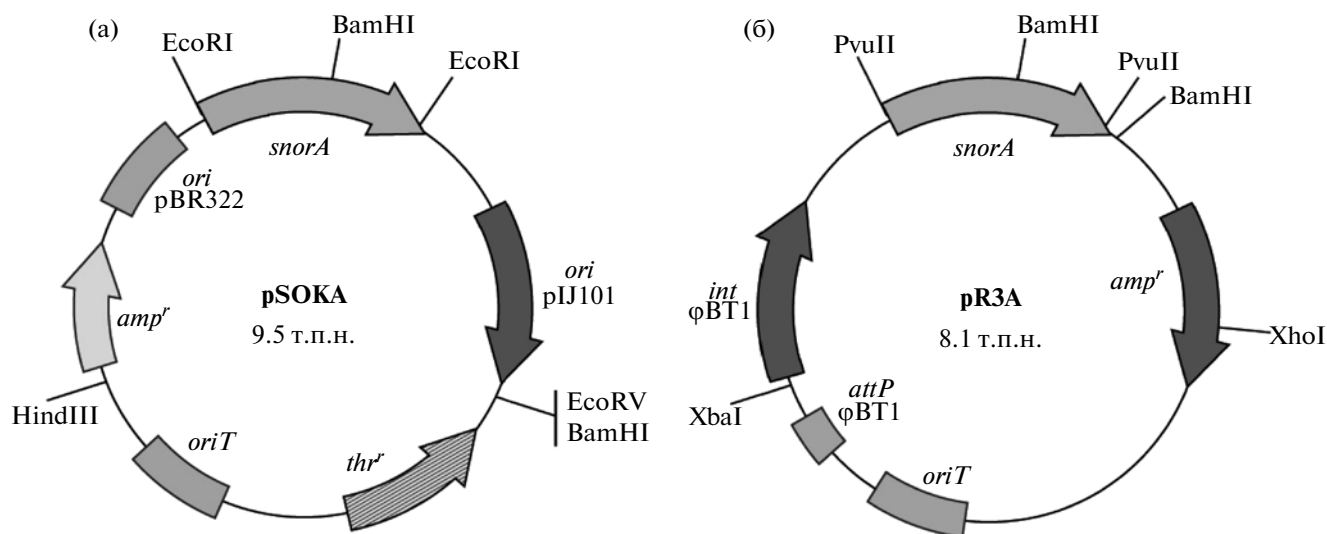 (а)
EcoRI
BamHI
EcoRI
snorA
ori
pBR322
ori
pIJ101
ampʳ
pSOKA
9.5 т.п.н.
HindIII
EcoRV
BamHI
oriT
thrʳ
(б)
PvuII
BamHI
PvuII
BamHI
snorA
int
φBT1
pR3A
8.1 т.п.н.
ampʳ
XhoI
XbaI
attP
φBT1
oriT